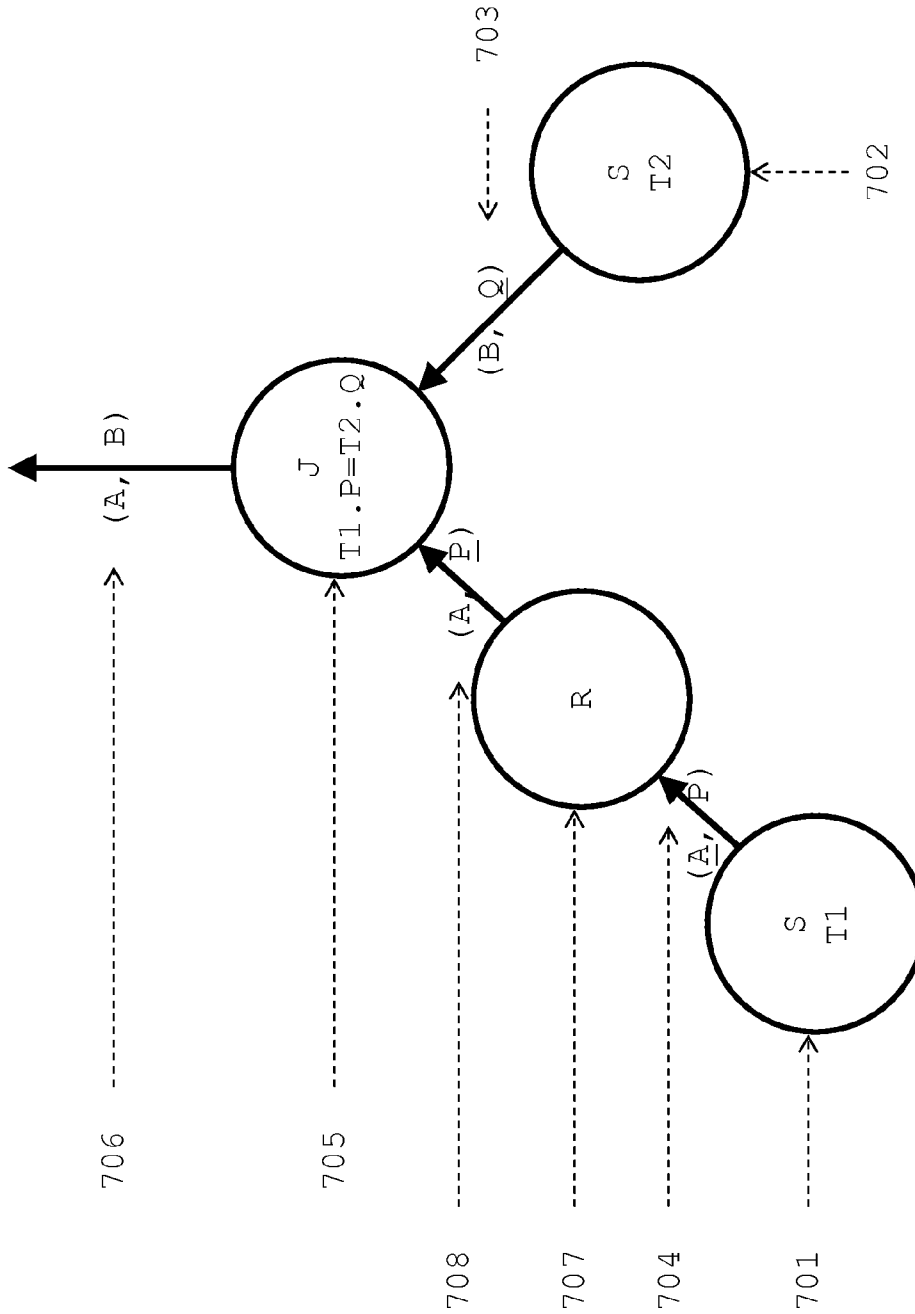 706
(A, B)
705
J
T1.P=T2.Q
703
708
(A, P)
(B, Q)
707
R
S
T2
702
704
(A, P)
701
S
T1